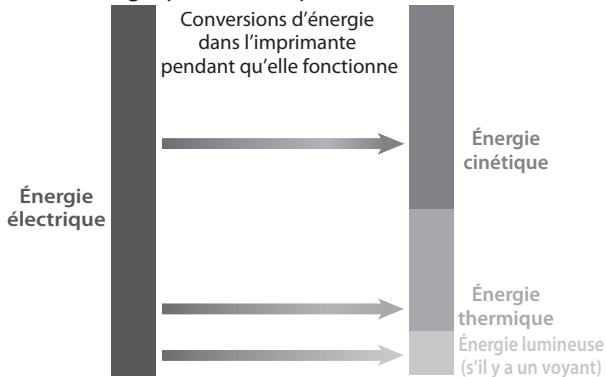 Conversions d’énergie
dans l’imprimante
pendant qu’elle fonctionne
Énergie
cinétique
Énergie
électrique
Énergie
thermique
Énergie lumineuse
(s’il y a un voyant)